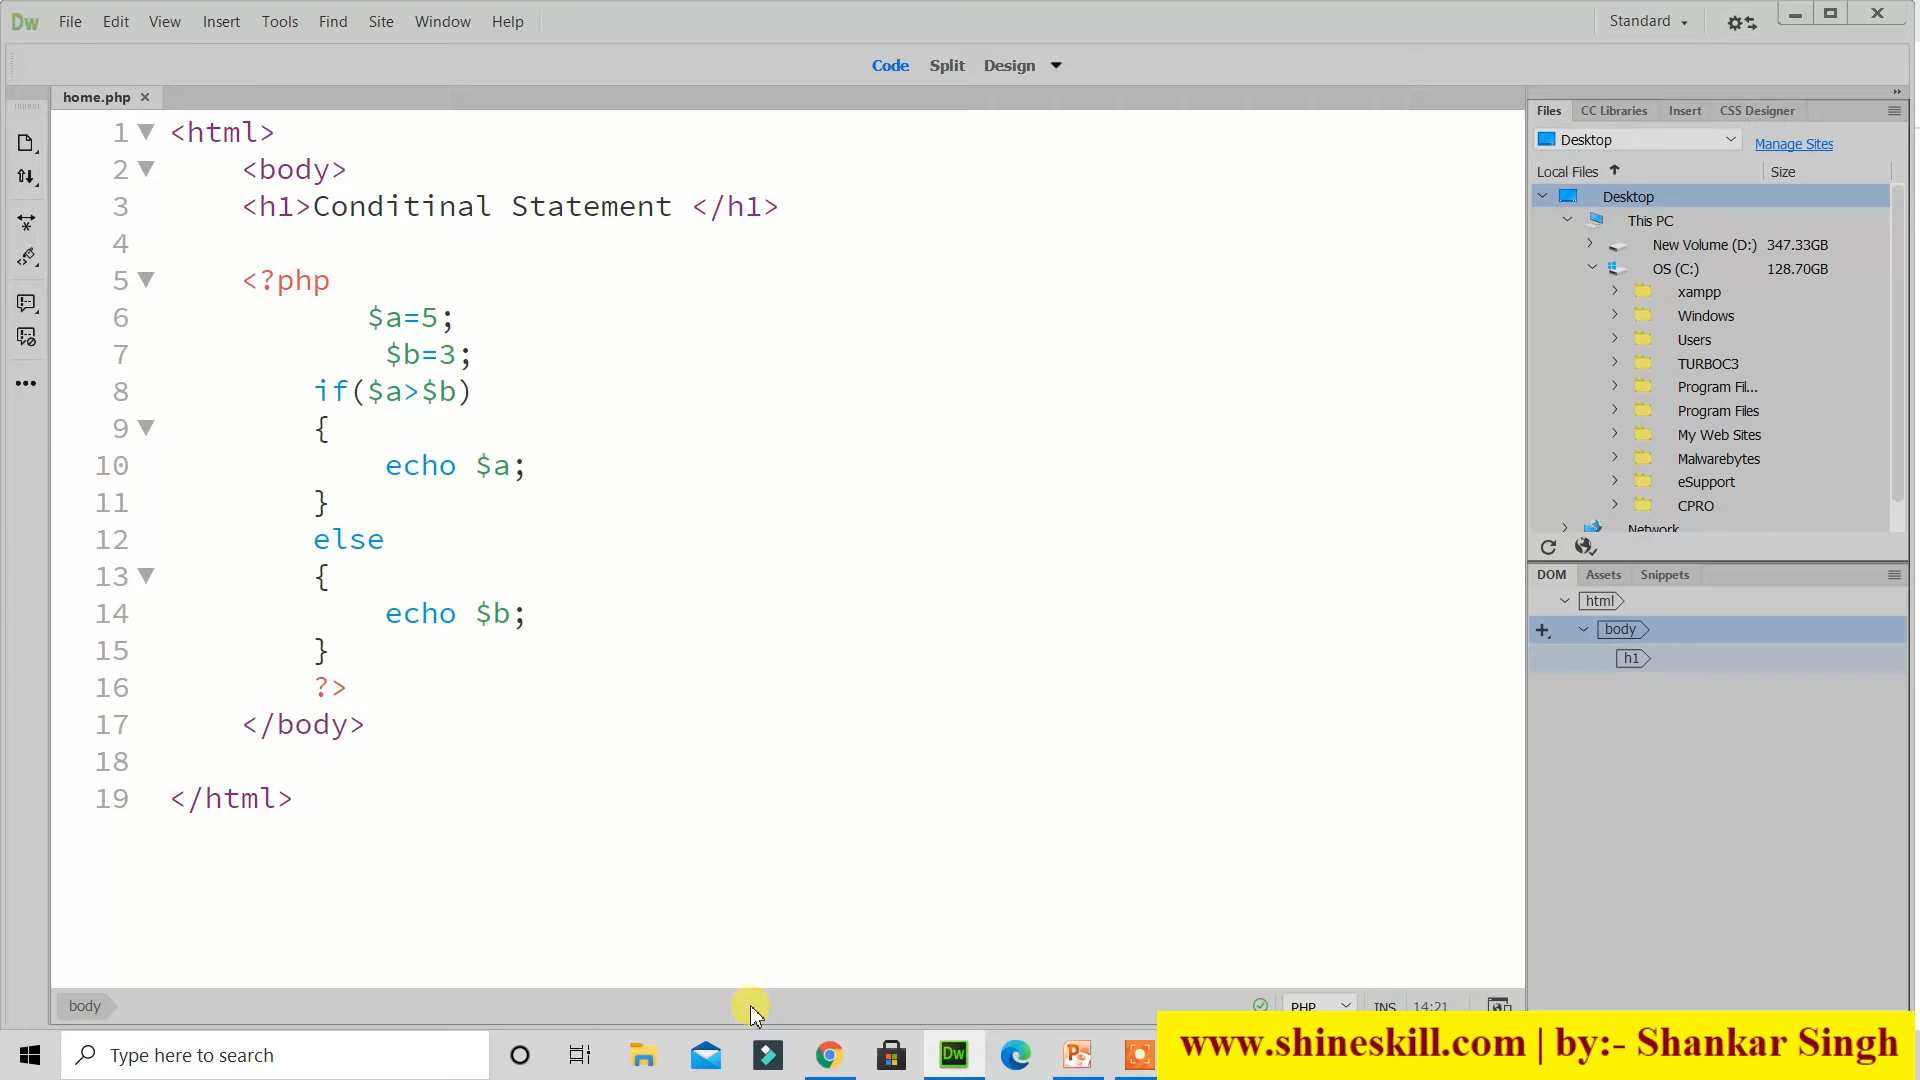 Dw File Edit View Insert Tools Find Site Window Help Standard
Code Split Design
home.php
1 <html>
2 <body>
3 <h1>Conditinal Statement </h1>
4
5 <?php
6 $a=5;
7 $b=3;
8 if($a>$b)
9 {
10 echo $a;
11 }
12 else
13 {
14 echo $b;
15 }
16 ?>
17 </body>
18
19 </html>
body
PHP INS 14:21
Files CC Libraries Insert CSS Designer
Desktop Manage Sites
Local Files Size
Desktop
This PC
New Volume (D:) 347.33GB
OS (C:) 128.70GB
xampp
Windows
Users
TURBOC3
Program Fil...
Program Files
My Web Sites
Malwarebytes
eSupport
CPRO
Network
DOM Assets Snippets
html
body
h1
Type here to search
Dw
www.shineskill.com | by:- Shankar Singh